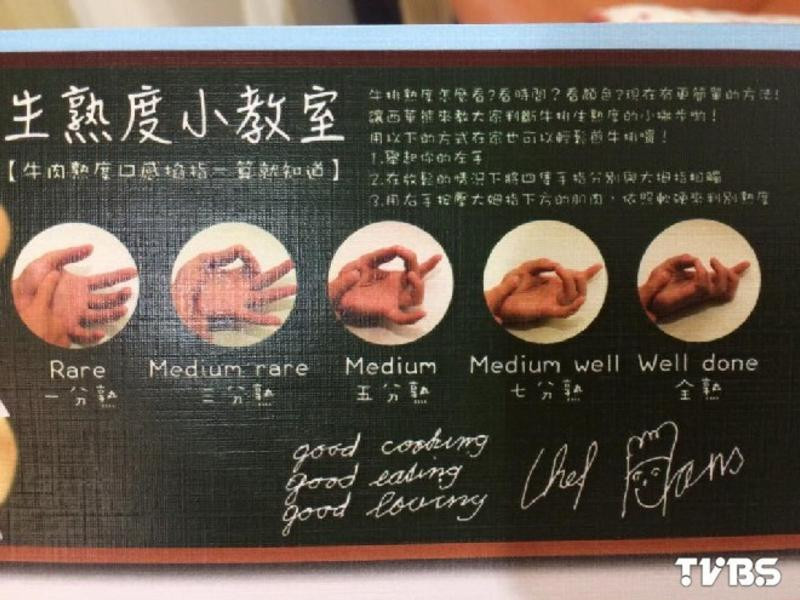 生熟度小教室
【牛肉熟度口感掐指一算就知道】
牛排熟度怎麼看?看時間?看顏色?現在有更簡單的方法!
讓西華熊來教大家判斷牛排生熟度的小撇步喲!
用以下的方式在家也可以輕鬆煎牛排噴!
1.舉起你的左手
2.在放鬆的情況下將四隻手指分別與大姆指相觸
3.用右手按壓大姆指下方的肌肉,依照軟硬來判別熟度
Rare Medium rare Medium Medium well Well done
一分熟 三分熟 五分熟 七分熟 全熟
good cooking
good eating
good loving
Chef Hans
TVBS